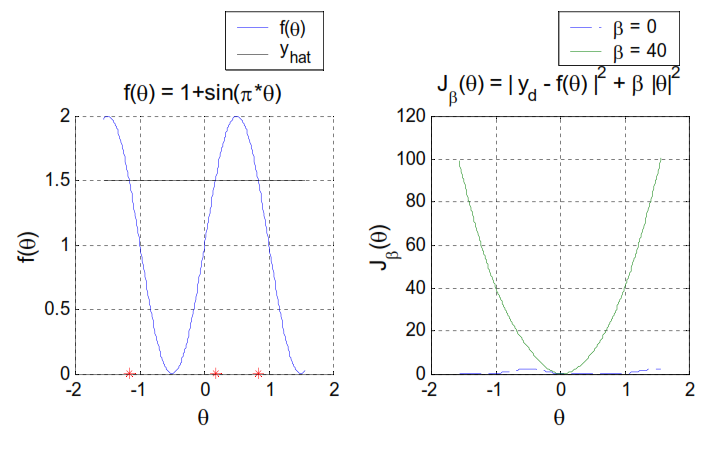 f(θ)
y_hat
f(θ) = 1+sin(π*θ)
2
1.5
1
0.5
0
f(θ)
-2 -1 0 1 2
θ
β = 0
β = 40
J_β(θ) = | y_d - f(θ) |^2 + β |θ|^2
120
100
80
60
40
20
0
J_β(θ)
-2 -1 0 1 2
θ